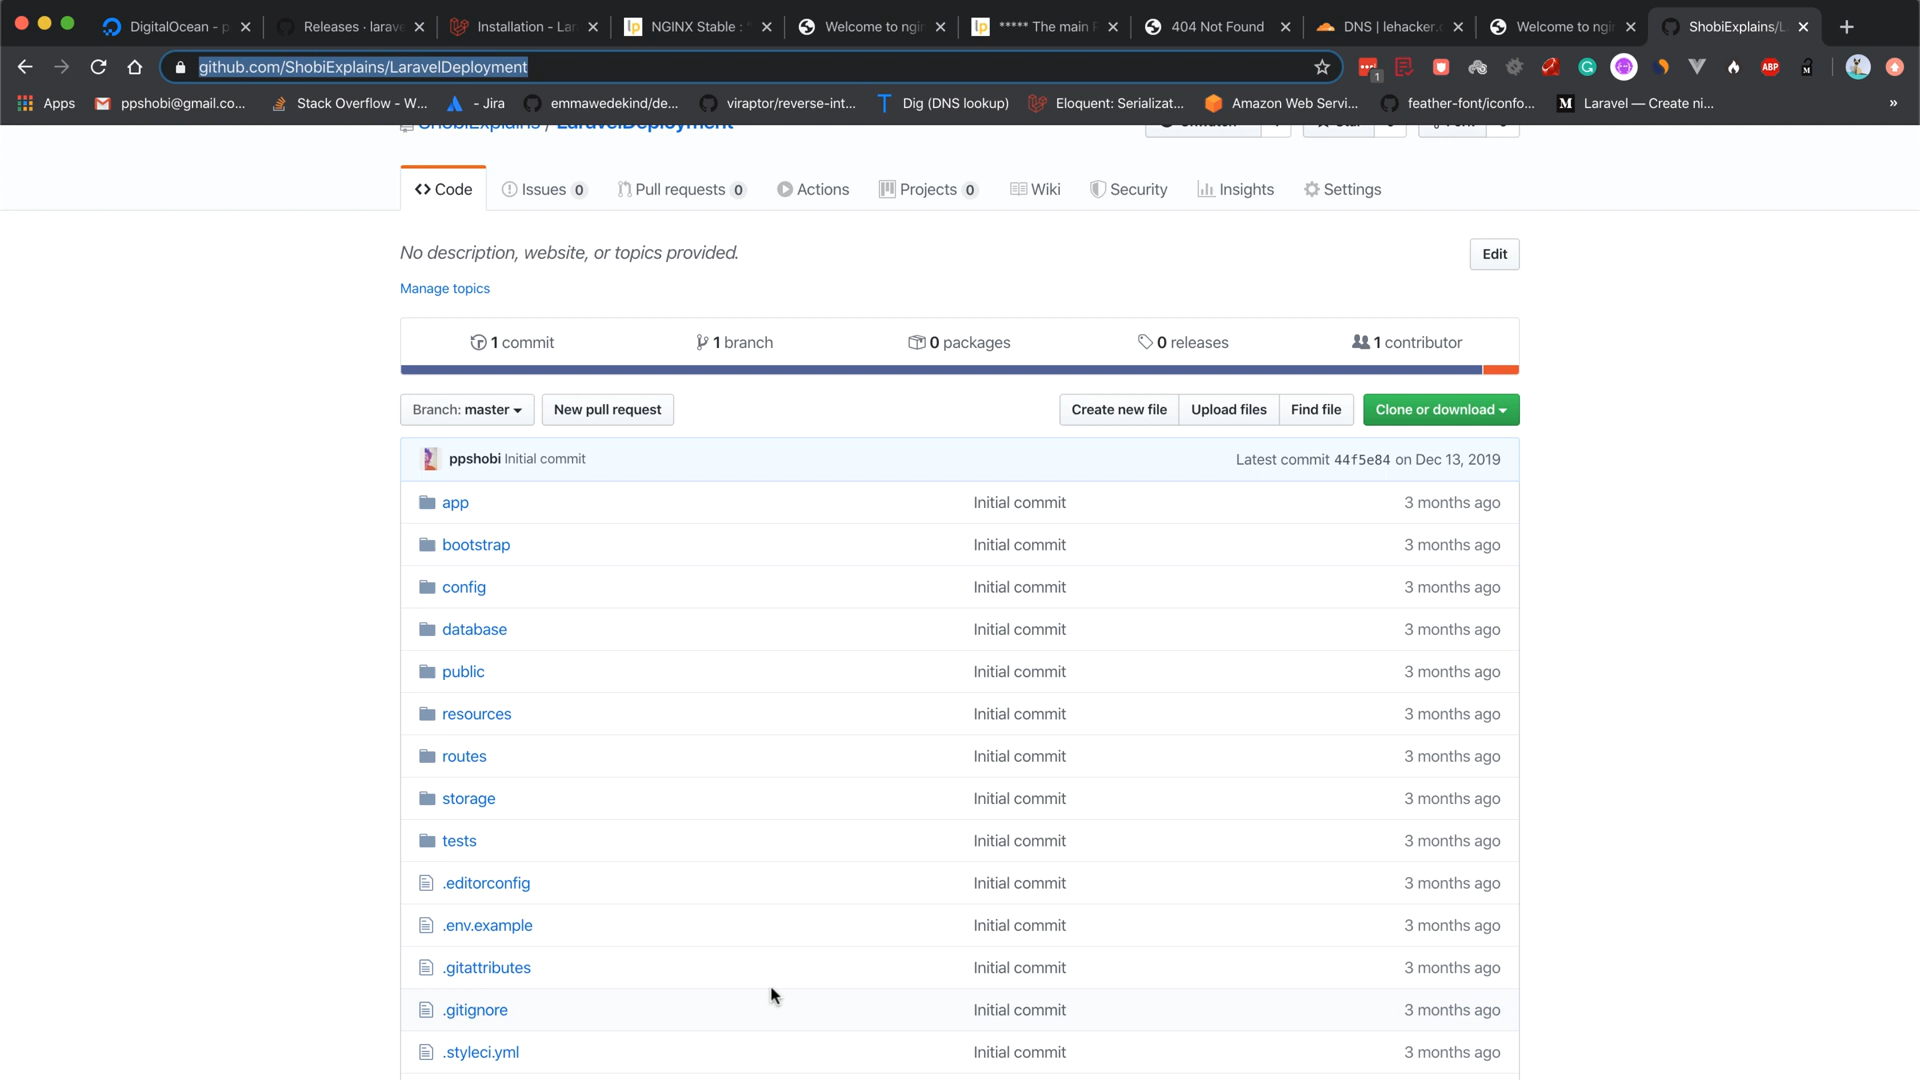 DigitalOcean - p
Releases · larave
Installation - Lar
NGINX Stable : “
Welcome to ngin
***** The main P
404 Not Found
DNS | lehacker.
Welcome to ngin
ShobiExplains/L
github.com/ShobiExplains/LaravelDeployment
1
ABP
Apps
ppshobi@gmail.co...
Stack Overflow - W...
- Jira
emmawedekind/de...
viraptor/reverse-int...
Dig (DNS lookup)
Eloquent: Serializat...
Amazon Web Servi...
feather-font/iconfo...
M Laravel — Create ni...
»
ShobiExplains / LaravelDeployment
Code
Issues 0
Pull requests 0
Actions
Projects 0
Wiki
Security
Insights
Settings
No description, website, or topics provided.
Edit
Manage topics
1 commit
1 branch
0 packages
0 releases
1 contributor
Branch: master
New pull request
Create new file
Upload files
Find file
Clone or download
ppshobi Initial commit
Latest commit 44f5e84 on Dec 13, 2019
app Initial commit 3 months ago
bootstrap Initial commit 3 months ago
config Initial commit 3 months ago
database Initial commit 3 months ago
public Initial commit 3 months ago
resources Initial commit 3 months ago
routes Initial commit 3 months ago
storage Initial commit 3 months ago
tests Initial commit 3 months ago
.editorconfig Initial commit 3 months ago
.env.example Initial commit 3 months ago
.gitattributes Initial commit 3 months ago
.gitignore Initial commit 3 months ago
.styleci.yml Initial commit 3 months ago